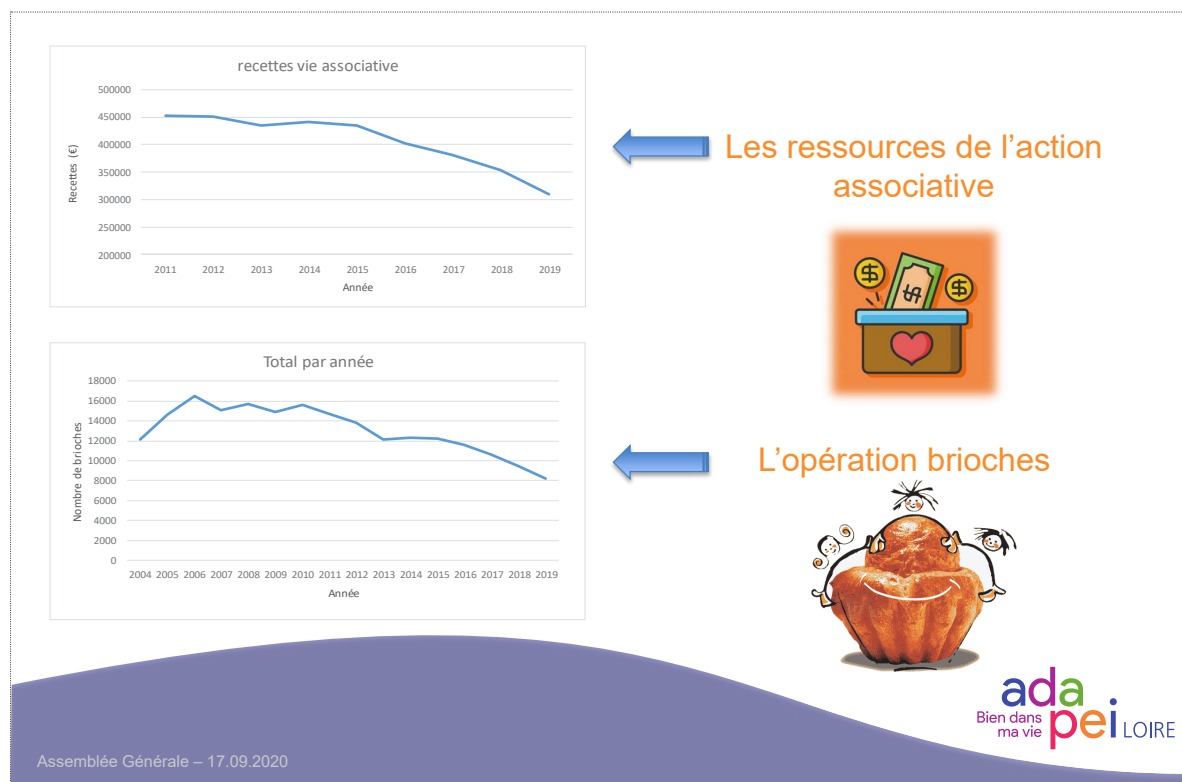 recettes vie associative
500000
450000
400000
350000
300000
250000
200000
Recettes (€)
2011 2012 2013 2014 2015 2016 2017 2018 2019
Année
Les ressources de l'action
associative
$ $ $
Total par année
18000
16000
14000
12000
10000
8000
6000
4000
2000
0
Nombre de brioches
2004 2005 2006 2007 2008 2009 2010 2011 2012 2013 2014 2015 2016 2017 2018 2019
Année
L'opération brioches
ada
Bien dans
ma vie
pei LOIRE
Assemblée Générale – 17.09.2020